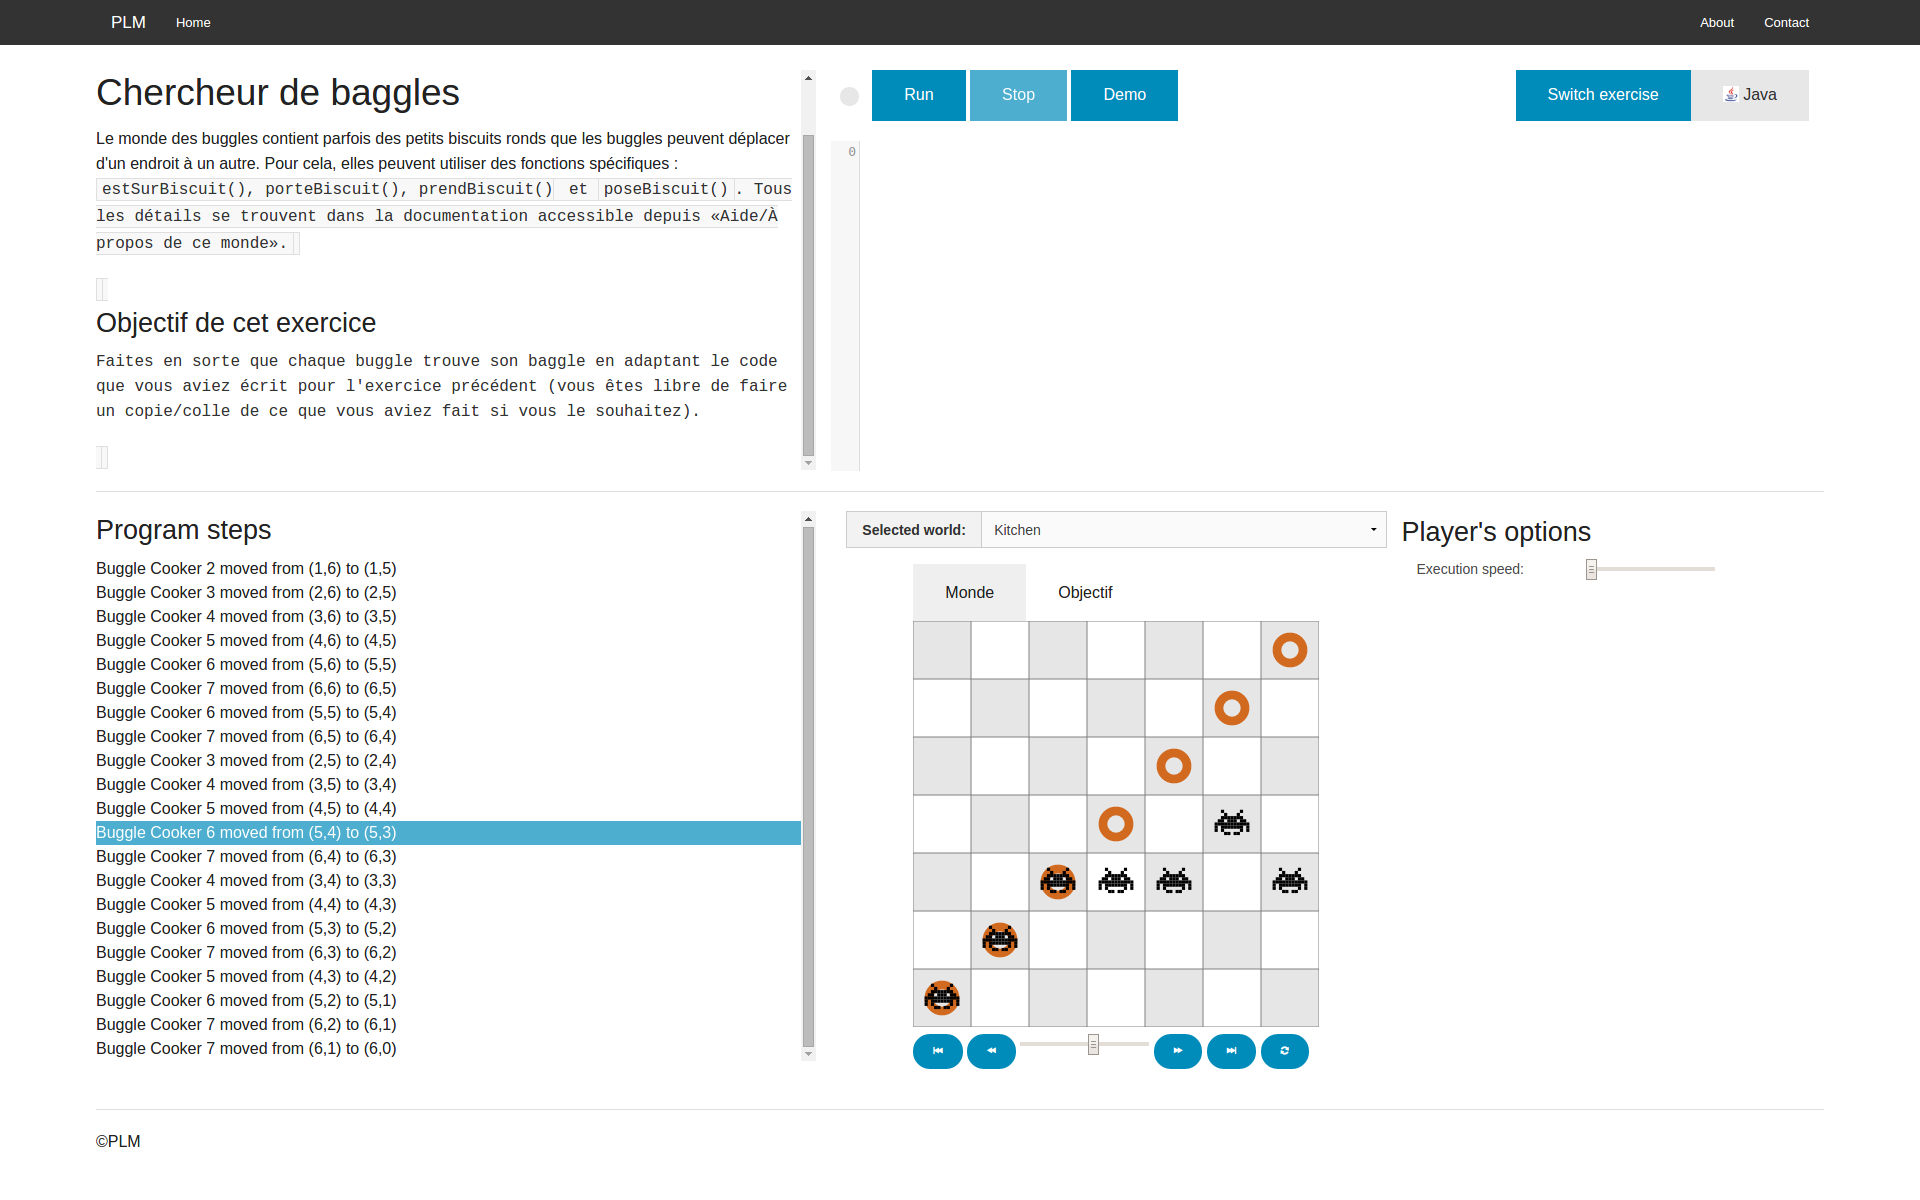 PLM Home About Contact
Chercheur de baggles
Le monde des buggles contient parfois des petits biscuits ronds que les buggles peuvent déplacer
d'un endroit à un autre. Pour cela, elles peuvent utiliser des fonctions spécifiques :
estSurBiscuit(), porteBiscuit(), prendBiscuit() et poseBiscuit(). Tous
les détails se trouvent dans la documentation accessible depuis «Aide/À
propos de ce monde».
Objectif de cet exercice
Faites en sorte que chaque buggle trouve son baggle en adaptant le code
que vous aviez écrit pour l'exercice précédent (vous êtes libre de faire
un copie/colle de ce que vous aviez fait si vous le souhaitez).
Run Stop Demo Switch exercise Java
0
Program steps
Buggle Cooker 2 moved from (1,6) to (1,5)
Buggle Cooker 3 moved from (2,6) to (2,5)
Buggle Cooker 4 moved from (3,6) to (3,5)
Buggle Cooker 5 moved from (4,6) to (4,5)
Buggle Cooker 6 moved from (5,6) to (5,5)
Buggle Cooker 7 moved from (6,6) to (6,5)
Buggle Cooker 6 moved from (5,5) to (5,4)
Buggle Cooker 7 moved from (6,5) to (6,4)
Buggle Cooker 3 moved from (2,5) to (2,4)
Buggle Cooker 4 moved from (3,5) to (3,4)
Buggle Cooker 5 moved from (4,5) to (4,4)
Buggle Cooker 6 moved from (5,4) to (5,3)
Buggle Cooker 7 moved from (6,4) to (6,3)
Buggle Cooker 4 moved from (3,4) to (3,3)
Buggle Cooker 5 moved from (4,4) to (4,3)
Buggle Cooker 6 moved from (5,3) to (5,2)
Buggle Cooker 7 moved from (6,3) to (6,2)
Buggle Cooker 5 moved from (4,3) to (4,2)
Buggle Cooker 6 moved from (5,2) to (5,1)
Buggle Cooker 7 moved from (6,2) to (6,1)
Buggle Cooker 7 moved from (6,1) to (6,0)
Selected world: Kitchen
Monde Objectif
Player's options
Execution speed:
©PLM